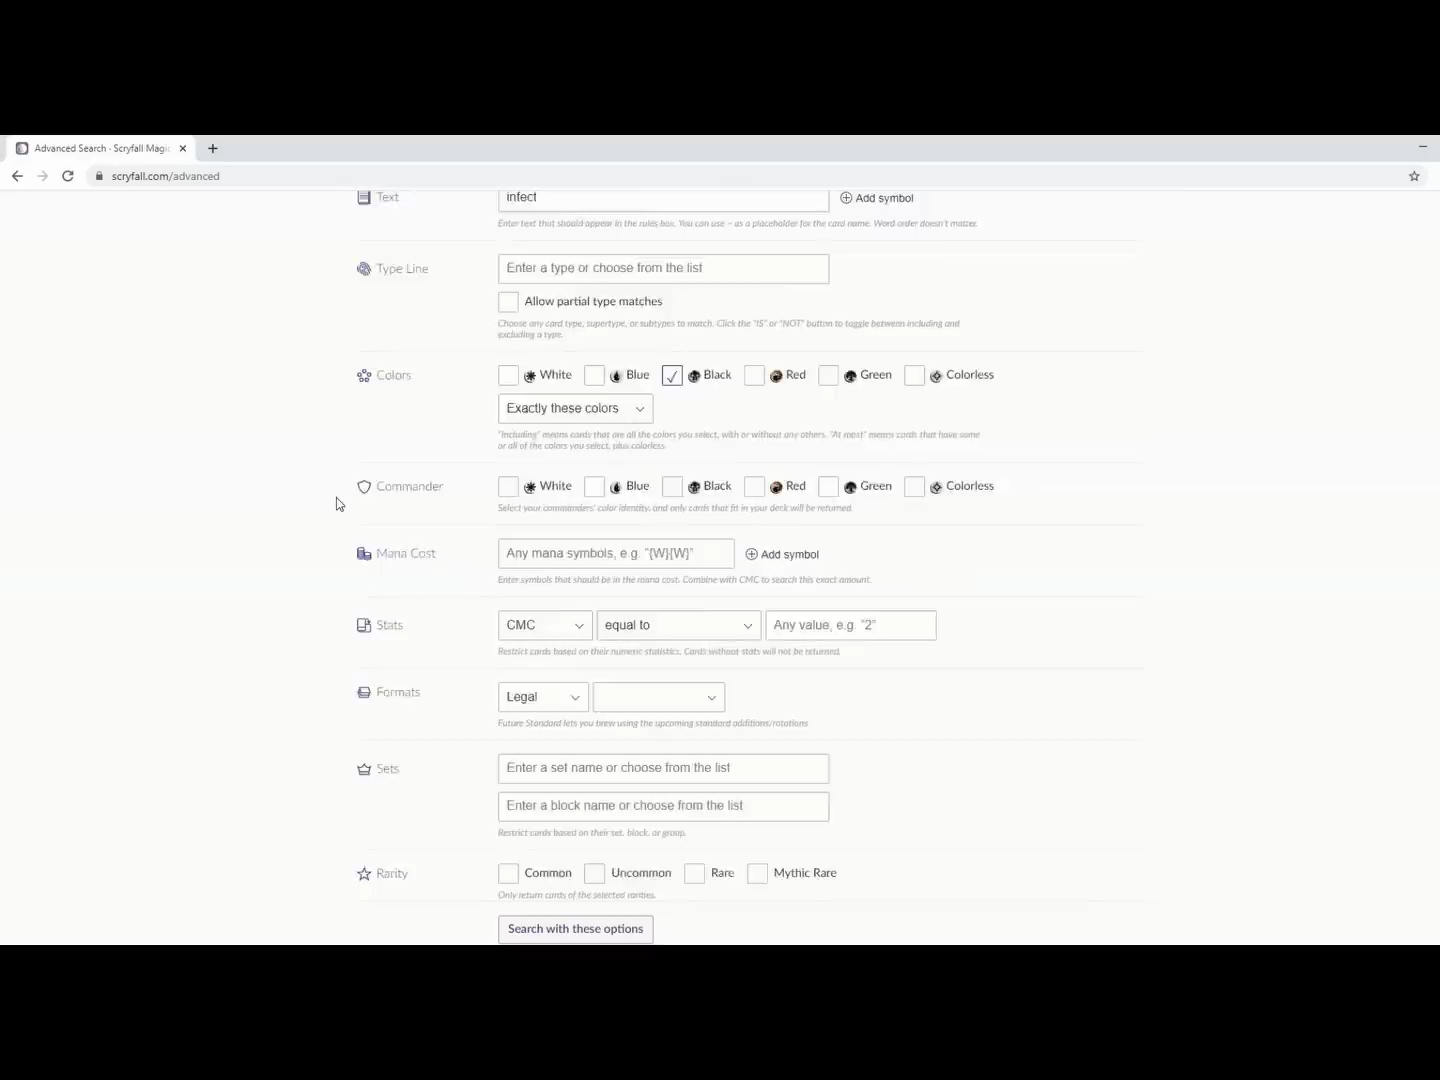 Advanced Search · Scryfall Magic
scryfall.com/advanced
Text
infect
Add symbol
Enter text that should appear in the rules box. You can use ~ as a placeholder for the card name. Word order doesn't matter.
Type Line
Enter a type or choose from the list
Allow partial type matches
Choose any card type, supertype, or subtypes to match. Click the "IS" or "NOT" button to toggle between including and
excluding a type.
Colors
White Blue Black Red Green Colorless
Exactly these colors
"Including" means cards that are all the colors you select, with or without any others. "At most" means cards that have some
or all of the colors you select, plus colorless.
Commander
White Blue Black Red Green Colorless
Select your commanders' color identity, and only cards that fit in your deck will be returned.
Mana Cost
Any mana symbols, e.g. "{W}{W}"
Add symbol
Enter symbols that should be in the mana cost. Combine with CMC to search this exact amount.
Stats
CMC equal to Any value, e.g. "2"
Restrict cards based on their numeric statistics. Cards without stats will not be returned.
Formats
Legal
Future Standard lets you brew using the upcoming standard additions/rotations
Sets
Enter a set name or choose from the list
Enter a block name or choose from the list
Restrict cards based on their set, block, or group.
Rarity
Common Uncommon Rare Mythic Rare
Only return cards of the selected rarities.
Search with these options